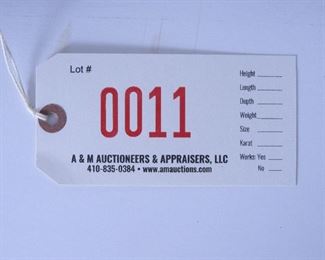 Lot #
0011
Height
Length
Depth
Weight
Size
Karat
Works: Yes
No
A & M AUCTIONEERS & APPRAISERS, LLC
410-835-0384 • www.amauctions.com